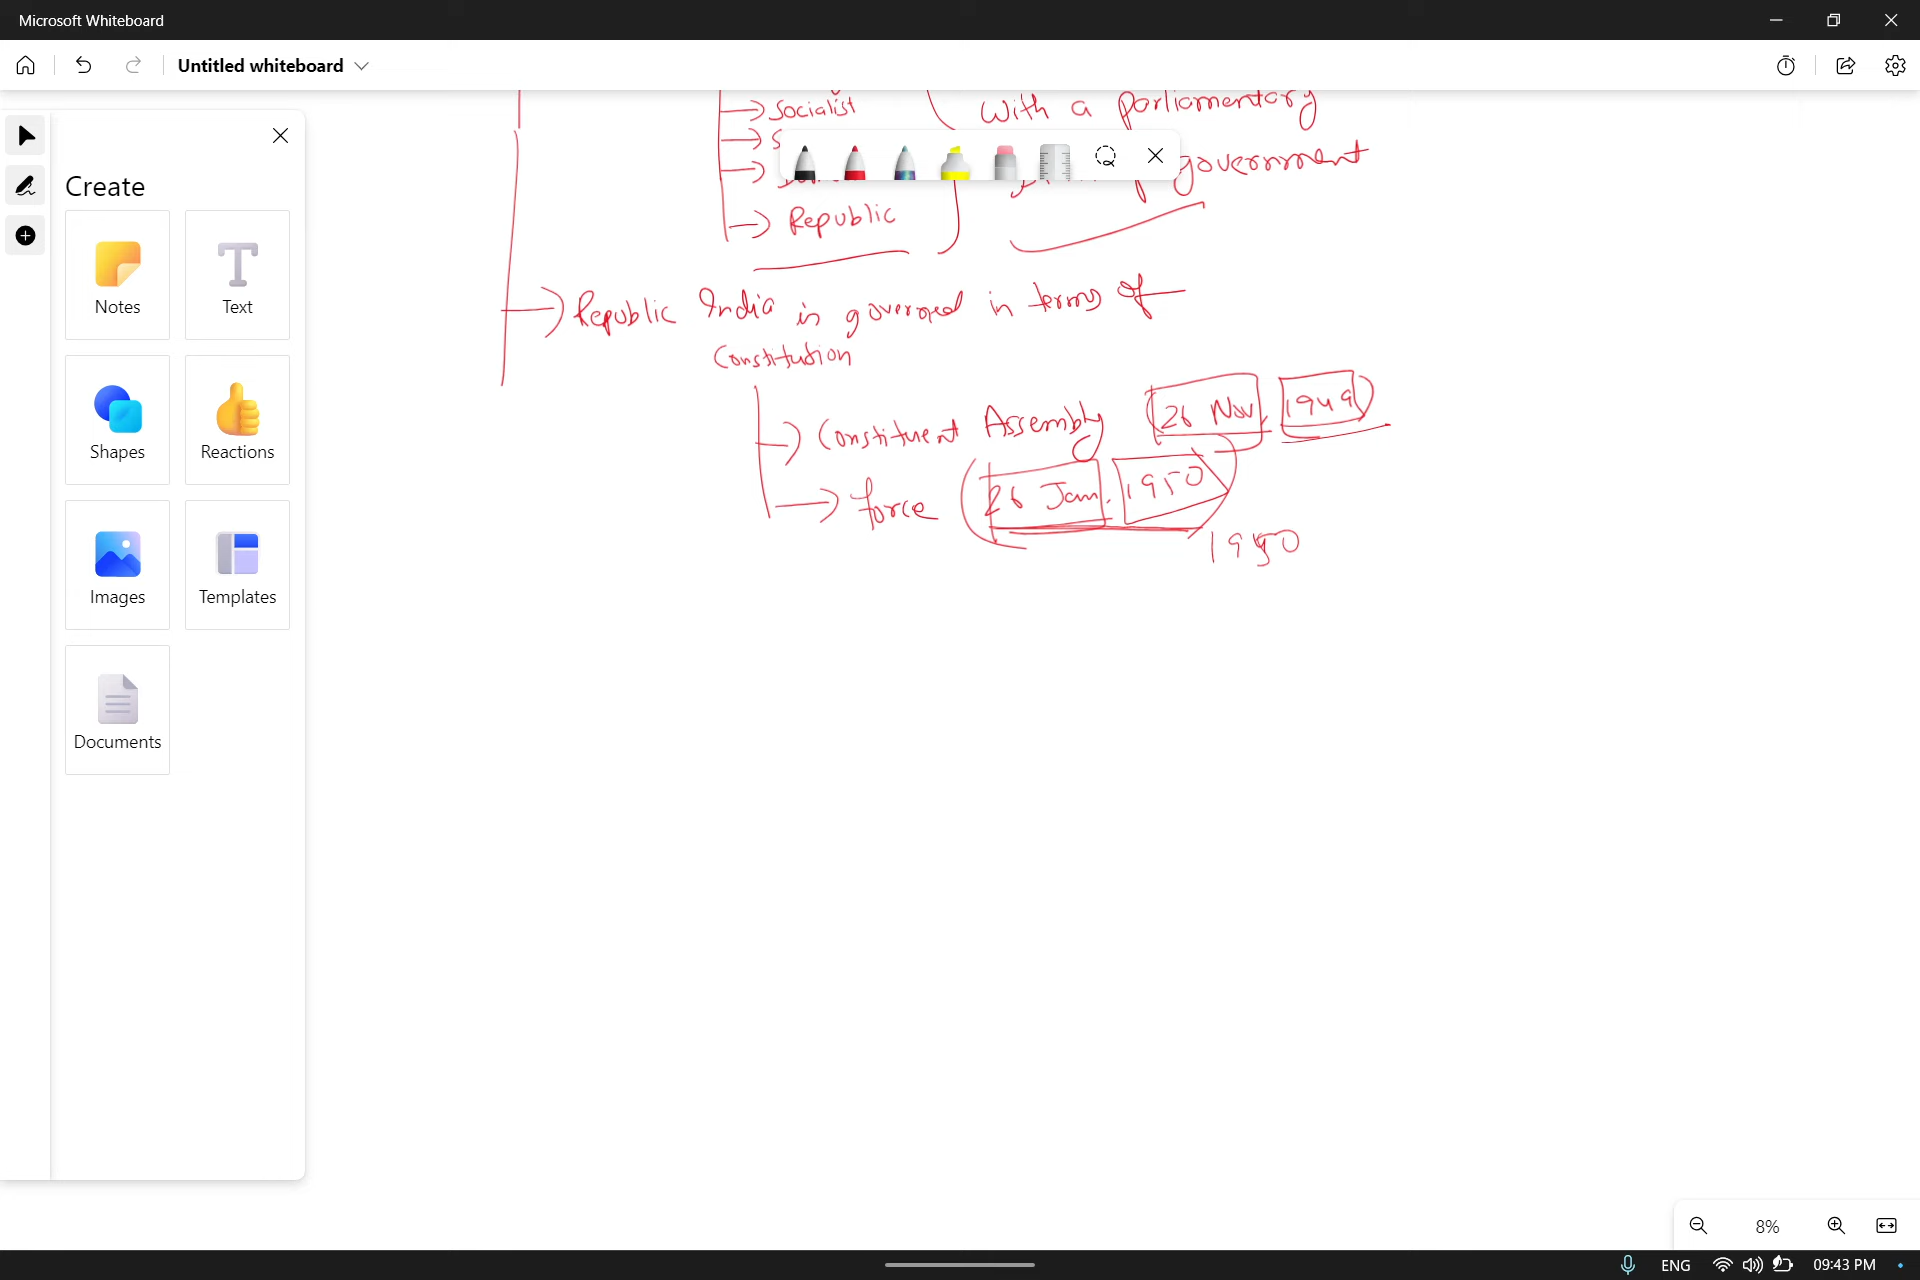 Microsoft Whiteboard
Untitled whiteboard
Create
Notes
Text
Shapes
Reactions
Images
Templates
Documents
→ Socialist
With a parliamentary
→ S
government
→ Republic
→ Republic India is governed in terms of
Constitution
→ Constituent Assembly (26 Nov, 1949)
→ force (26 Jan. 1950)
1950
8%
ENG
09:43 PM